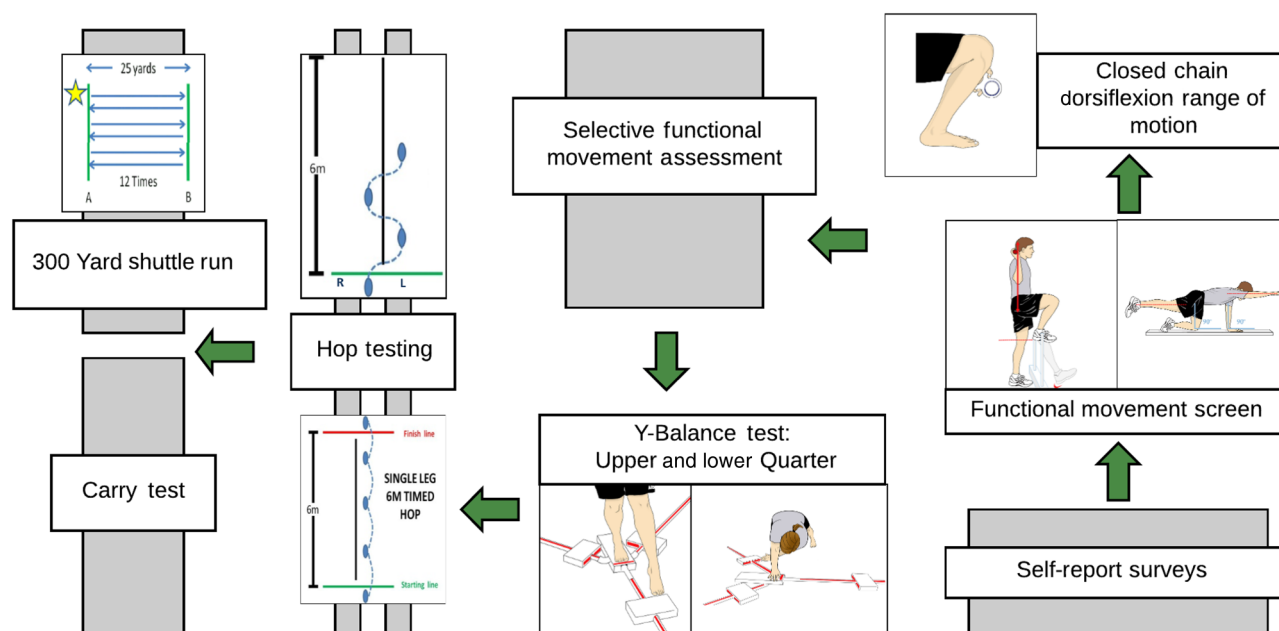 25 yards
12 Times
A
B
300 Yard shuttle run
Carry test
6m
R
L
Hop testing
Finish line
6m
SINGLE LEG
6M TIMED
HOP
Starting line
Selective functional
movement assessment
Y-Balance test:
Upper and lower Quarter
Closed chain
dorsiflexion range of
motion
90°
90°
Functional movement screen
Self-report surveys